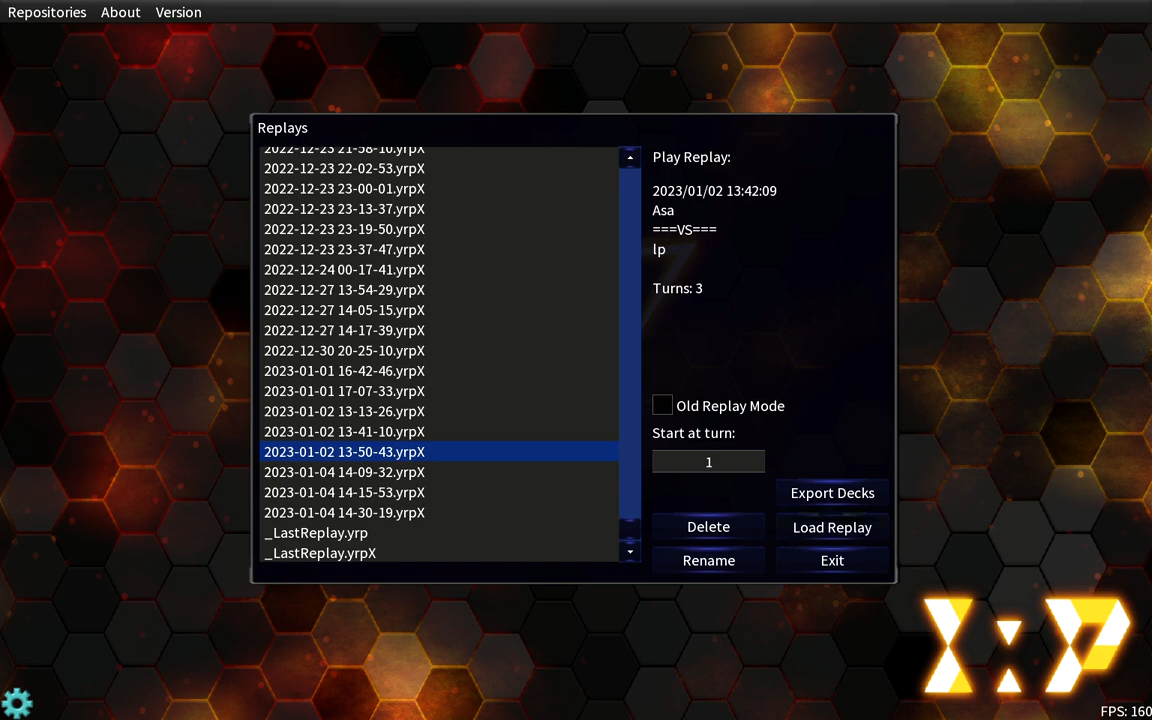 Repositories About Version
Replays
2022-12-23 21-58-10.yrpX
2022-12-23 22-02-53.yrpX
2022-12-23 23-00-01.yrpX
2022-12-23 23-13-37.yrpX
2022-12-23 23-19-50.yrpX
2022-12-23 23-37-47.yrpX
2022-12-24 00-17-41.yrpX
2022-12-27 13-54-29.yrpX
2022-12-27 14-05-15.yrpX
2022-12-27 14-17-39.yrpX
2022-12-30 20-25-10.yrpX
2023-01-01 16-42-46.yrpX
2023-01-01 17-07-33.yrpX
2023-01-02 13-13-26.yrpX
2023-01-02 13-41-10.yrpX
2023-01-02 13-50-43.yrpX
2023-01-04 14-09-32.yrpX
2023-01-04 14-15-53.yrpX
2023-01-04 14-30-19.yrpX
_LastReplay.yrp
_LastReplay.yrpX
Play Replay:
2023/01/02 13:42:09
Asa
===VS===
lp
Turns: 3
Old Replay Mode
Start at turn:
1
Export Decks
Delete
Load Replay
Rename
Exit
X:P
FPS: 160